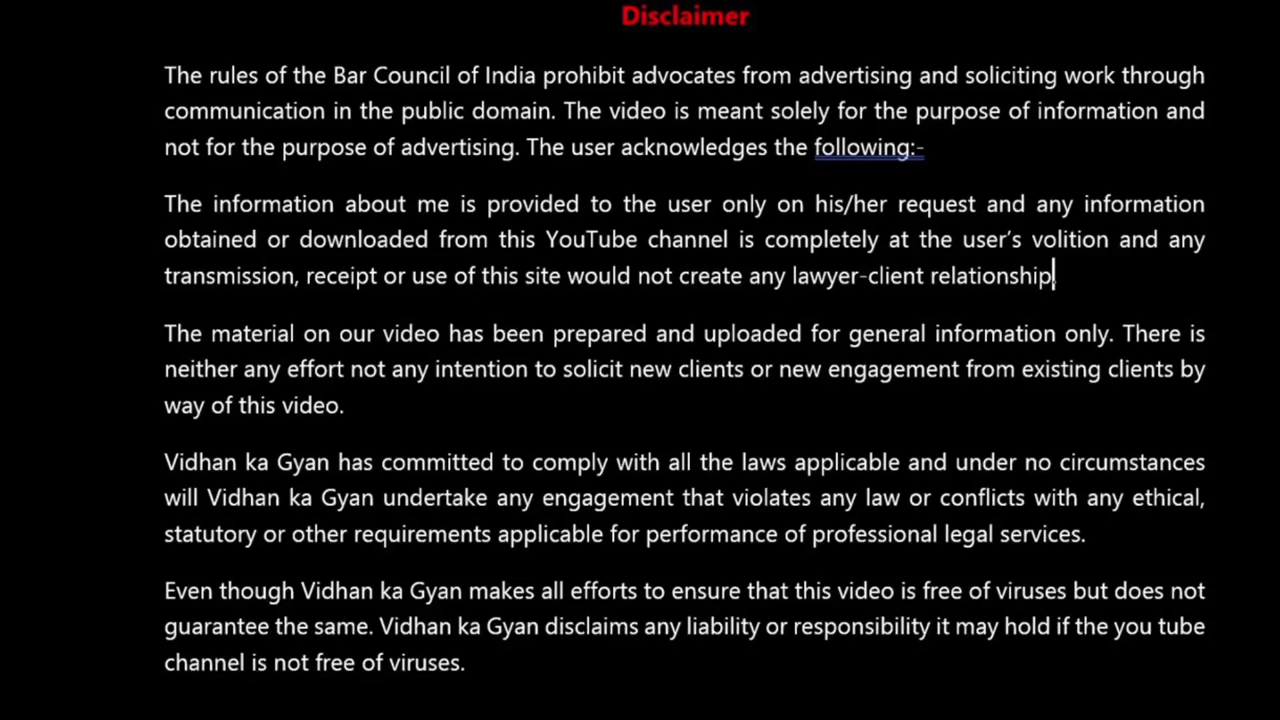 Disclaimer
The rules of the Bar Council of India prohibit advocates from advertising and soliciting work through
communication in the public domain. The video is meant solely for the purpose of information and
not for the purpose of advertising. The user acknowledges the following:-
The information about me is provided to the user only on his/her request and any information
obtained or downloaded from this YouTube channel is completely at the user’s volition and any
transmission, receipt or use of this site would not create any lawyer-client relationship.
The material on our video has been prepared and uploaded for general information only. There is
neither any effort not any intention to solicit new clients or new engagement from existing clients by
way of this video.
Vidhan ka Gyan has committed to comply with all the laws applicable and under no circumstances
will Vidhan ka Gyan undertake any engagement that violates any law or conflicts with any ethical,
statutory or other requirements applicable for performance of professional legal services.
Even though Vidhan ka Gyan makes all efforts to ensure that this video is free of viruses but does not
guarantee the same. Vidhan ka Gyan disclaims any liability or responsibility it may hold if the you tube
channel is not free of viruses.